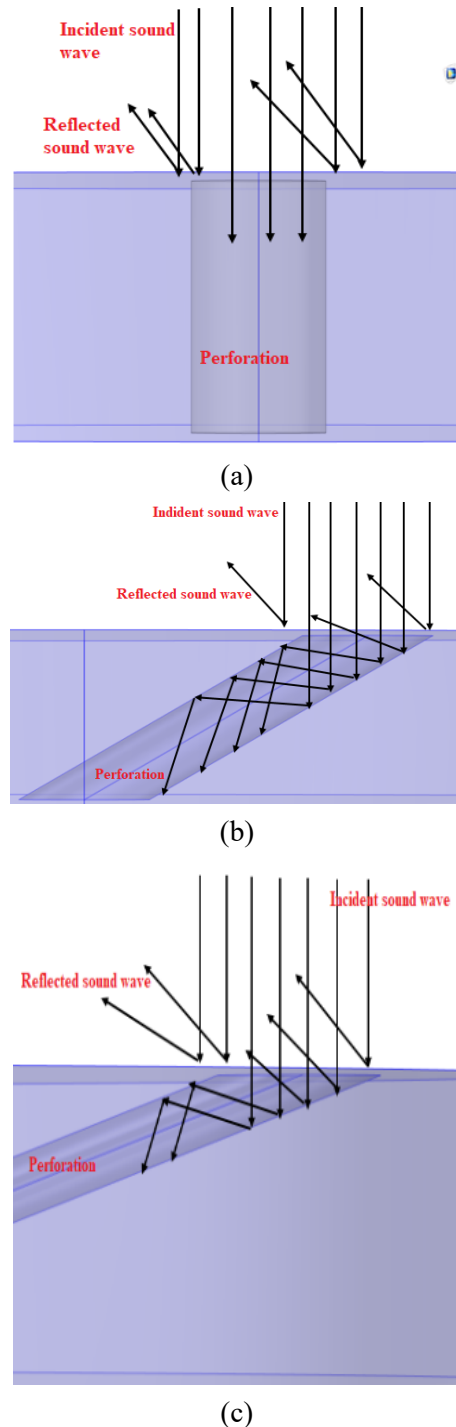 Incident sound
wave
Reflected
sound wave
Perforation
(a)
Indident sound wave
Reflected sound wave
Perforation
(b)
Incident sound wave
Reflected sound wave
Perforation
(c)